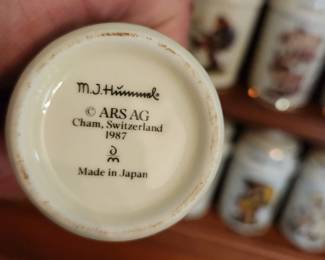 M.J.Hummel
© ARS AG
Cham, Switzerland
1987
Made in Japan